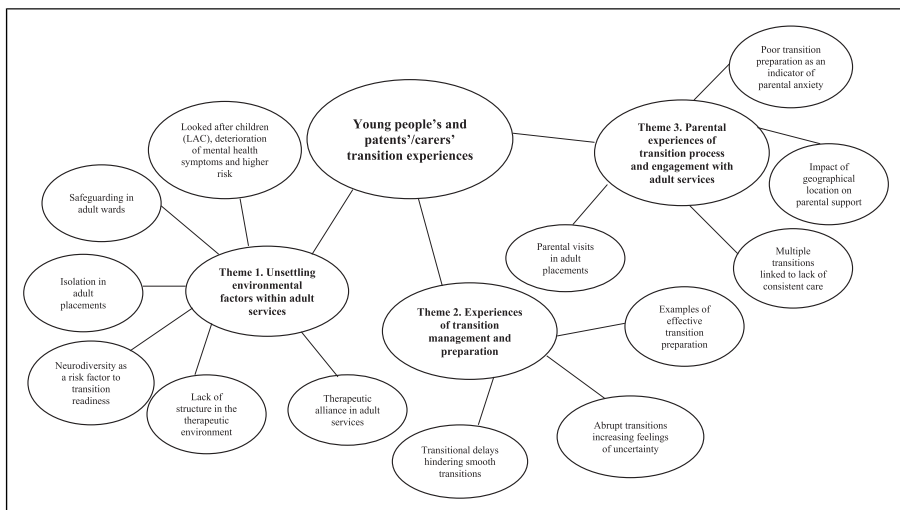 Young people's and
patents'/carers'
transition experiences
Looked after children
(LAC), deterioration
of mental health
symptoms and higher
risk
Safeguarding in
adult wards
Isolation in
adult
placements
Neurodiversity as
a risk factor to
transition
readiness
Lack of
structure in the
therapeutic
environment
Therapeutic
alliance in adult
services
Theme 1. Unsettling
environmental
factors within adult
services
Theme 2. Experiences
of transition
management and
preparation
Examples of
effective
transition
preparation
Abrupt transitions
increasing feelings
of uncertainty
Transitional delays
hindering smooth
transitions
Theme 3. Parental
experiences of
transition process
and engagement with
adult services
Poor transition
preparation as an
indicator of
parental anxiety
Impact of
geographical
location on
parental support
Multiple
transitions
linked to lack of
consistent care
Parental visits
in adult
placements